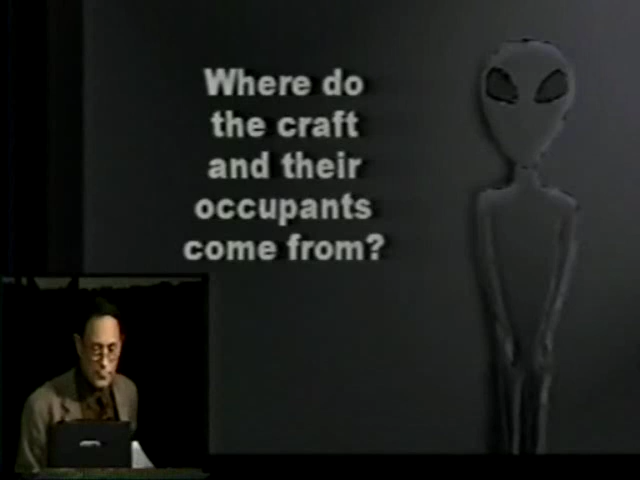 Where do
the craft
and their
occupants
come from?